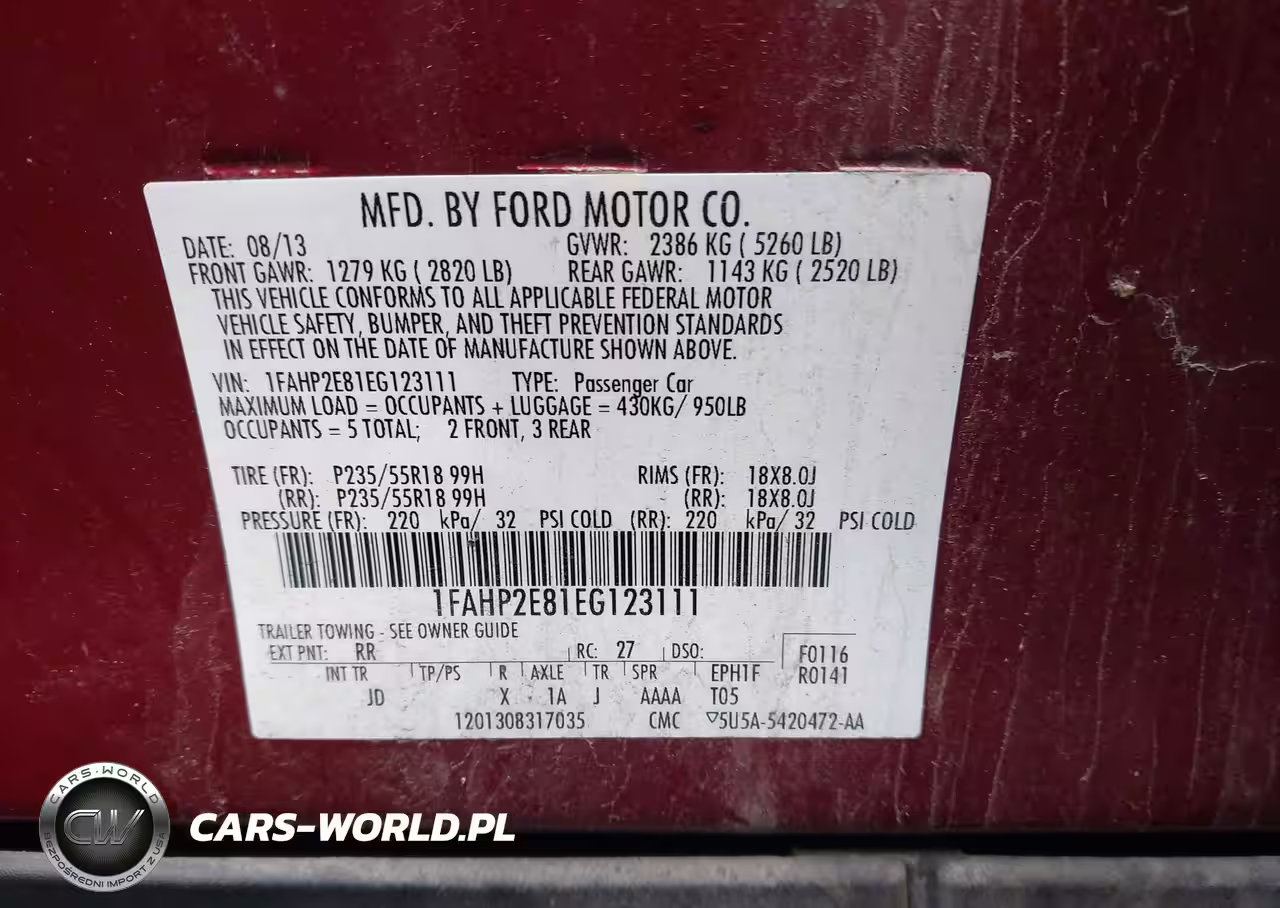 MFD. BY FORD MOTOR CO.
DATE: 08/13 GVWR: 2386 KG ( 5260 LB)
FRONT GAWR: 1279 KG ( 2820 LB) REAR GAWR: 1143 KG ( 2520 LB)
THIS VEHICLE CONFORMS TO ALL APPLICABLE FEDERAL MOTOR
VEHICLE SAFETY, BUMPER, AND THEFT PREVENTION STANDARDS
IN EFFECT ON THE DATE OF MANUFACTURE SHOWN ABOVE.
VIN: 1FAHP2E81EG123111 TYPE: Passenger Car
MAXIMUM LOAD = OCCUPANTS + LUGGAGE = 430KG/ 950LB
OCCUPANTS = 5 TOTAL; 2 FRONT, 3 REAR
TIRE (FR): P235/55R18 99H RIMS (FR): 18X8.0J
(RR): P235/55R18 99H (RR): 18X8.0J
PRESSURE (FR): 220 kPa/ 32 PSI COLD (RR): 220 kPa/ 32 PSI COLD
1FAHP2E81EG123111
TRAILER TOWING - SEE OWNER GUIDE
EXT PNT: RR RC: 27 DSO: F0116
INT TR TP/PS R AXLE TR SPR EPH1F R0141
JD X 1A J AAAA T05
1201308317035 CMC ▽5U5A-5420472-AA
CARS-WORLD
CW
BEZPOŚREDNI IMPORT Z USA
CARS-WORLD.PL